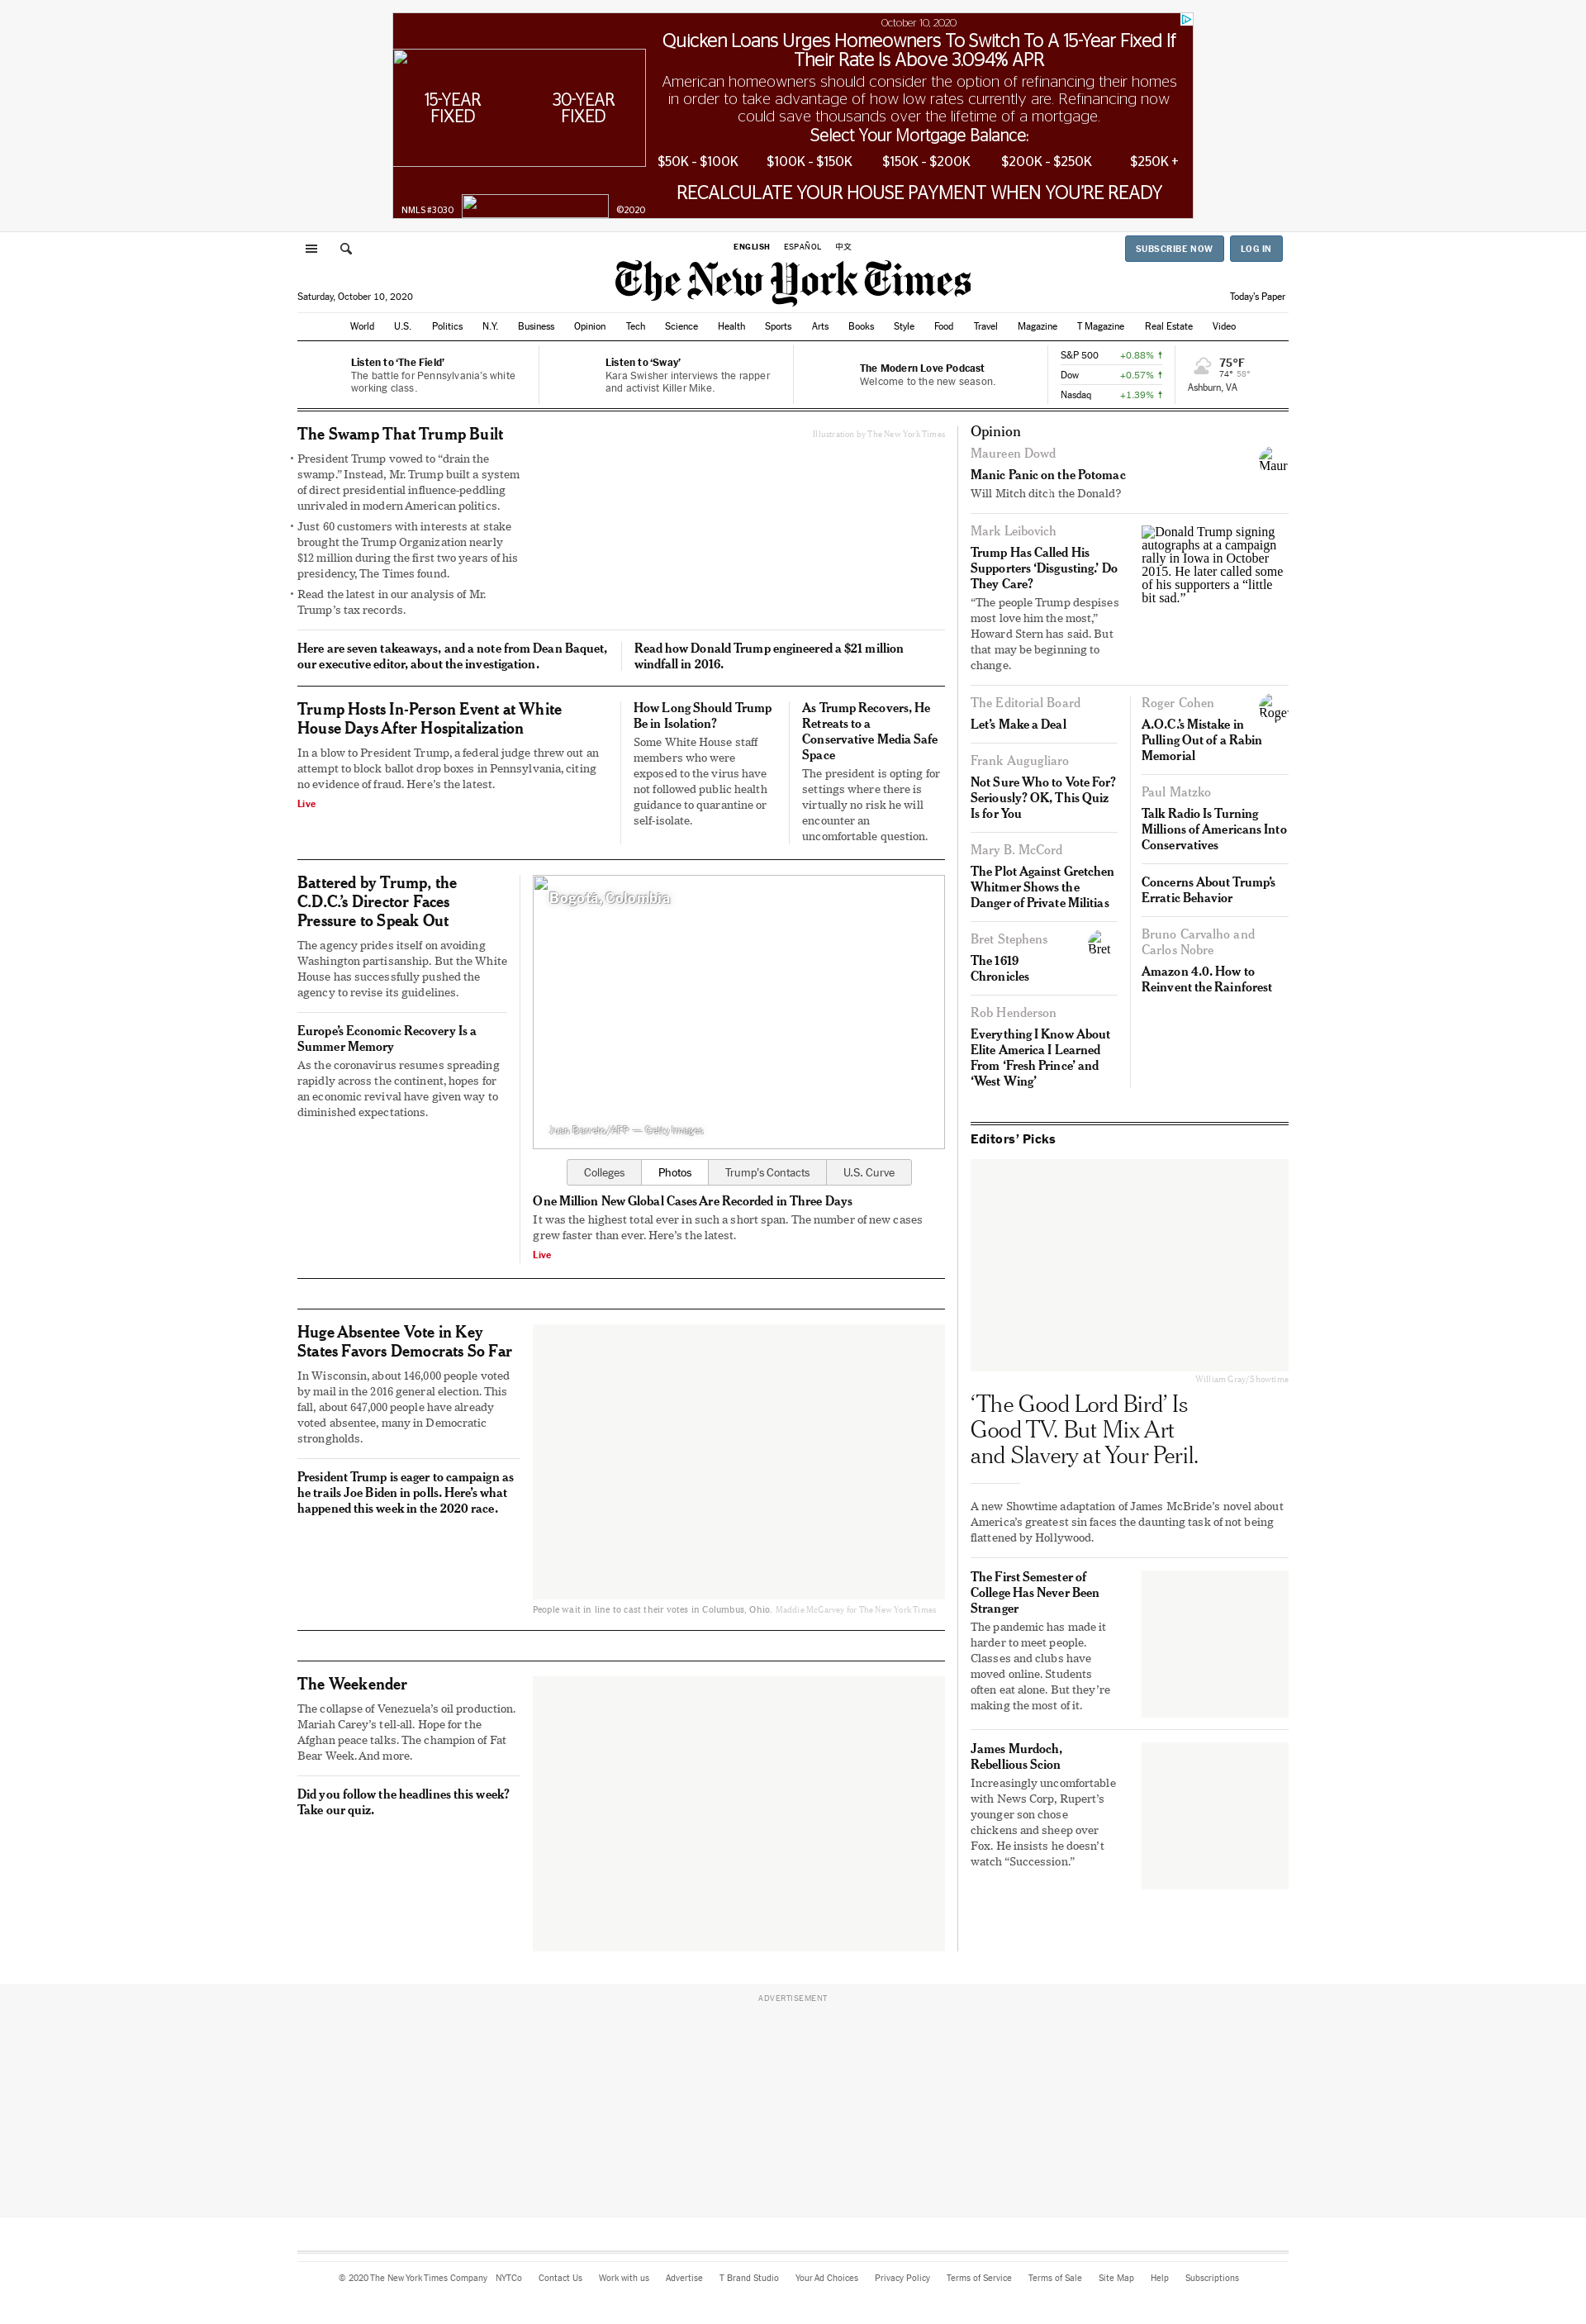 October 10, 2020
Quicken Loans Urges Homeowners To Switch To A 15-Year Fixed If
Their Rate Is Above 3.094% APR
American homeowners should consider the option of refinancing their homes
in order to take advantage of how low rates currently are. Refinancing now
could save thousands over the lifetime of a mortgage.
Select Your Mortgage Balance:
15-YEAR
FIXED
30-YEAR
FIXED
$50K - $100K $100K - $150K $150K - $200K $200K - $250K $250K +
RECALCULATE YOUR HOUSE PAYMENT WHEN YOU'RE READY
NMLS #3030 ©2020
ENGLISH ESPAÑOL 中文
SUBSCRIBE NOW LOG IN
The New York Times
Saturday, October 10, 2020
Today's Paper
World U.S. Politics N.Y. Business Opinion Tech Science Health Sports Arts Books Style Food Travel Magazine T Magazine Real Estate Video
Listen to ‘The Field’
The battle for Pennsylvania’s white
working class.
Listen to ‘Sway’
Kara Swisher interviews the rapper
and activist Killer Mike.
The Modern Love Podcast
Welcome to the new season.
S&P 500 +0.88% ↑
Dow +0.57% ↑
Nasdaq +1.39% ↑
75°F
74° 58°
Ashburn, VA
The Swamp That Trump Built
Illustration by The New York Times
• President Trump vowed to “drain the
swamp.” Instead, Mr. Trump built a system
of direct presidential influence-peddling
unrivaled in modern American politics.
• Just 60 customers with interests at stake
brought the Trump Organization nearly
$12 million during the first two years of his
presidency, The Times found.
• Read the latest in our analysis of Mr.
Trump’s tax records.
Here are seven takeaways, and a note from Dean Baquet,
our executive editor, about the investigation.
Read how Donald Trump engineered a $21 million
windfall in 2016.
Trump Hosts In-Person Event at White
House Days After Hospitalization
In a blow to President Trump, a federal judge threw out an
attempt to block ballot drop boxes in Pennsylvania, citing
no evidence of fraud. Here’s the latest.
Live
How Long Should Trump
Be in Isolation?
Some White House staff
members who were
exposed to the virus have
not followed public health
guidance to quarantine or
self-isolate.
As Trump Recovers, He
Retreats to a
Conservative Media Safe
Space
The president is opting for
settings where there is
virtually no risk he will
encounter an
uncomfortable question.
Battered by Trump, the
C.D.C.’s Director Faces
Pressure to Speak Out
The agency prides itself on avoiding
Washington partisanship. But the White
House has successfully pushed the
agency to revise its guidelines.
Europe’s Economic Recovery Is a
Summer Memory
As the coronavirus resumes spreading
rapidly across the continent, hopes for
an economic revival have given way to
diminished expectations.
Bogotá, Colombia
Juan Barreto/AFP — Getty Images
Colleges Photos Trump’s Contacts U.S. Curve
One Million New Global Cases Are Recorded in Three Days
It was the highest total ever in such a short span. The number of new cases
grew faster than ever. Here’s the latest.
Live
Huge Absentee Vote in Key
States Favors Democrats So Far
In Wisconsin, about 146,000 people voted
by mail in the 2016 general election. This
fall, about 647,000 people have already
voted absentee, many in Democratic
strongholds.
President Trump is eager to campaign as
he trails Joe Biden in polls. Here’s what
happened this week in the 2020 race.
People wait in line to cast their votes in Columbus, Ohio. Maddie McGarvey for The New York Times
The Weekender
The collapse of Venezuela’s oil production.
Mariah Carey’s tell-all. Hope for the
Afghan peace talks. The champion of Fat
Bear Week. And more.
Did you follow the headlines this week?
Take our quiz.
Opinion
Maureen Dowd
Maur
Manic Panic on the Potomac
Will Mitch ditch the Donald?
Mark Leibovich
Trump Has Called His
Supporters ‘Disgusting.’ Do
They Care?
“The people Trump despises
most love him the most,”
Howard Stern has said. But
that may be beginning to
change.
Donald Trump signing
autographs at a campaign
rally in Iowa in October
2015. He later called some
of his supporters a “little
bit sad.”
The Editorial Board
Let’s Make a Deal
Frank Augugliaro
Not Sure Who to Vote For?
Seriously? OK, This Quiz
Is for You
Mary B. McCord
The Plot Against Gretchen
Whitmer Shows the
Danger of Private Militias
Bret Stephens
Bret
The 1619
Chronicles
Rob Henderson
Everything I Know About
Elite America I Learned
From ‘Fresh Prince’ and
‘West Wing’
Roger Cohen
Roger
A.O.C.’s Mistake in
Pulling Out of a Rabin
Memorial
Paul Matzko
Talk Radio Is Turning
Millions of Americans Into
Conservatives
Concerns About Trump’s
Erratic Behavior
Bruno Carvalho and
Carlos Nobre
Amazon 4.0. How to
Reinvent the Rainforest
Editors’ Picks
William Gray/Showtime
‘The Good Lord Bird’ Is
Good TV. But Mix Art
and Slavery at Your Peril.
A new Showtime adaptation of James McBride’s novel about
America’s greatest sin faces the daunting task of not being
flattened by Hollywood.
The First Semester of
College Has Never Been
Stranger
The pandemic has made it
harder to meet people.
Classes and clubs have
moved online. Students
often eat alone. But they’re
making the most of it.
James Murdoch,
Rebellious Scion
Increasingly uncomfortable
with News Corp, Rupert’s
younger son chose
chickens and sheep over
Fox. He insists he doesn’t
watch “Succession.”
ADVERTISEMENT
© 2020 The New York Times Company NYTCo Contact Us Work with us Advertise T Brand Studio Your Ad Choices Privacy Policy Terms of Service Terms of Sale Site Map Help Subscriptions